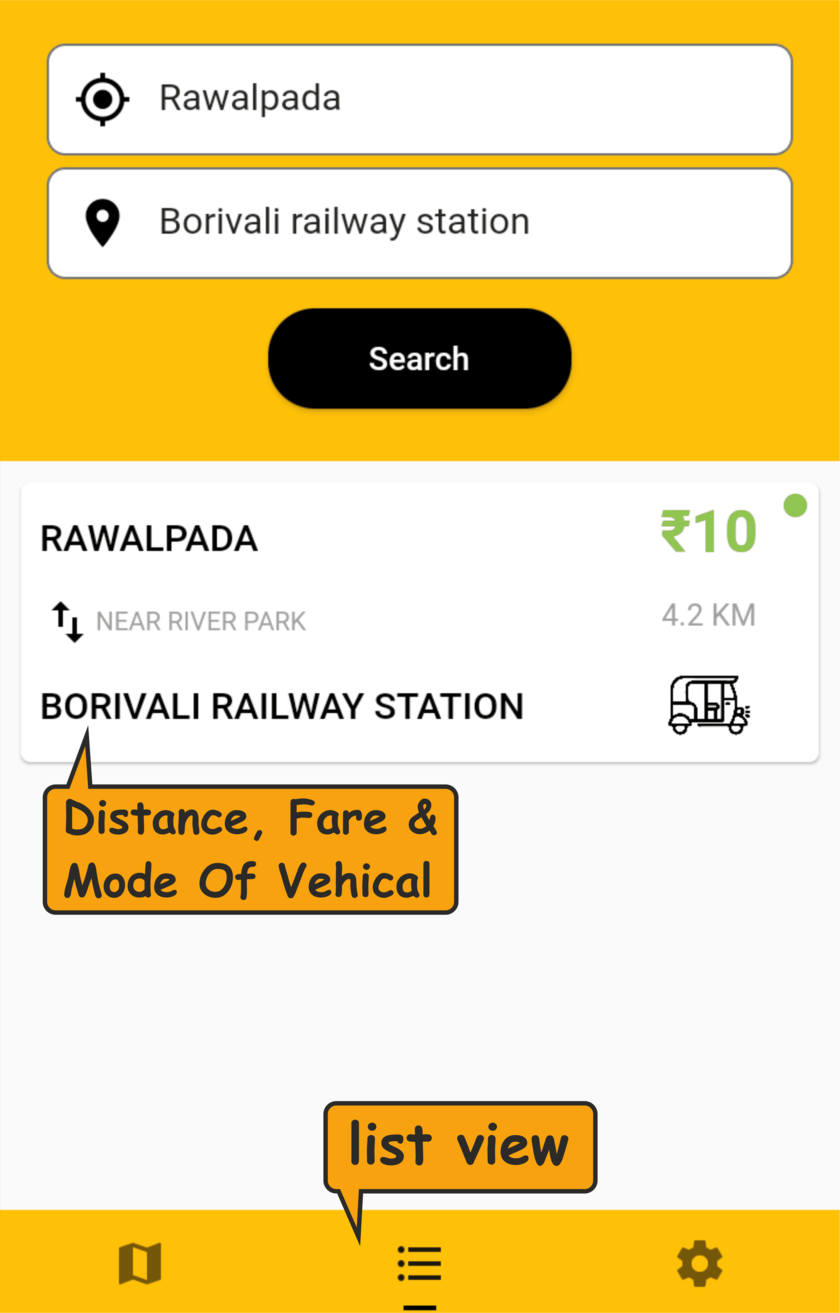 Rawalpada
Borivali railway station
Search
RAWALPADA
₹10
NEAR RIVER PARK
4.2 KM
BORIVALI RAILWAY STATION
Distance, Fare &
Mode Of Vehical
list view